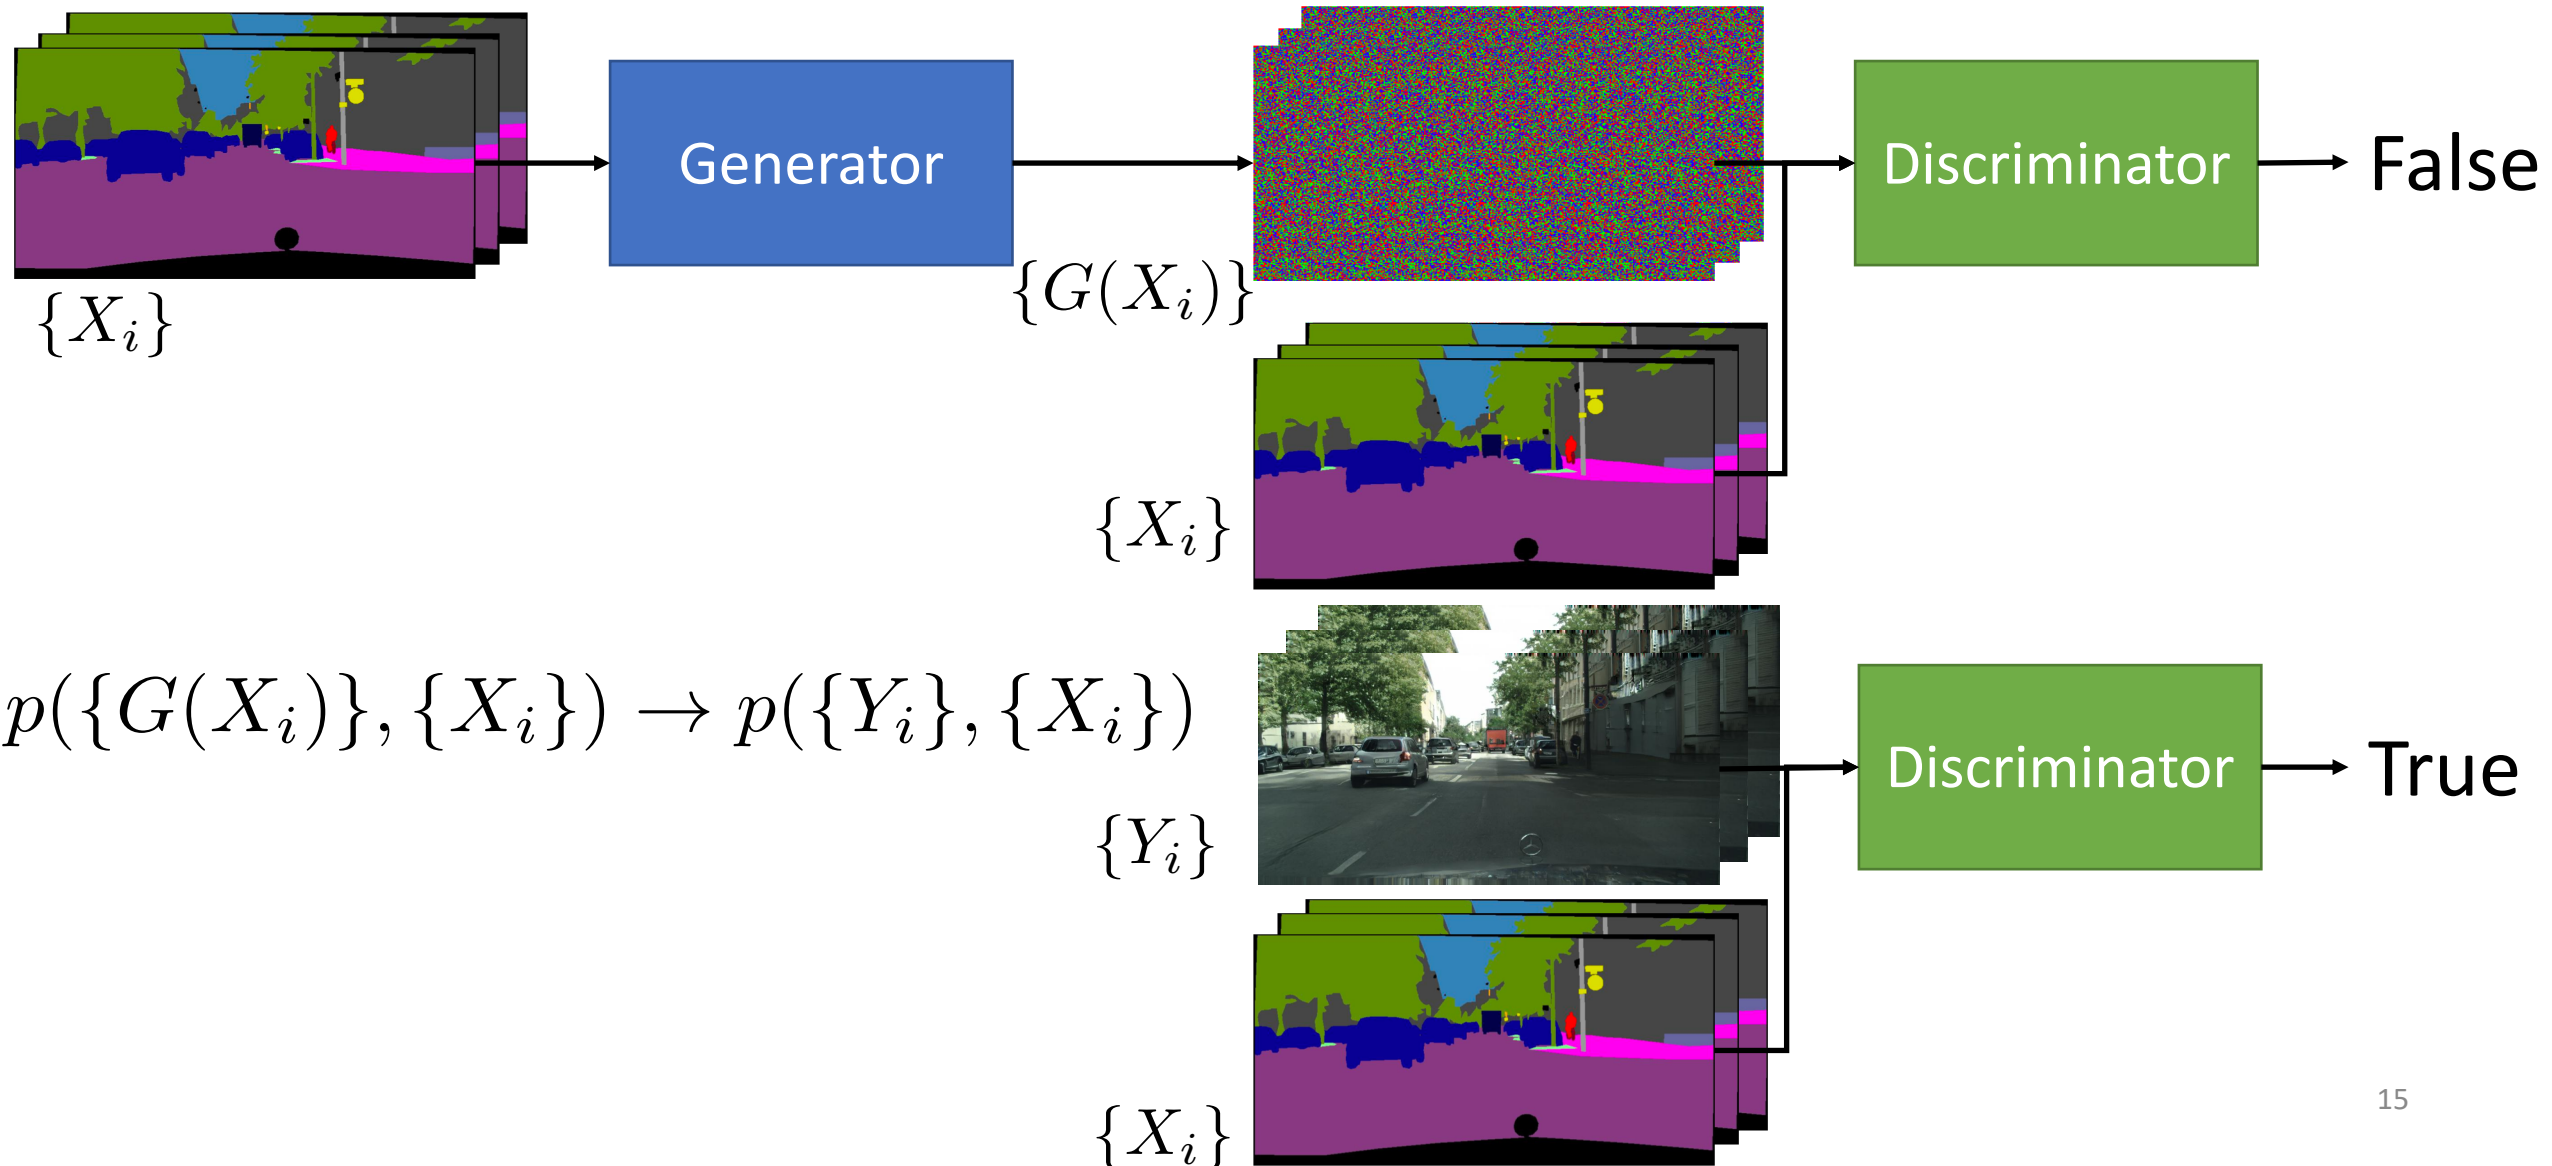 Generator
Discriminator
False
{G(X_i)}
{X_i}
{X_i}
p({G(X_i)}, {X_i}) → p({Y_i}, {X_i})
Discriminator
True
{Y_i}
{X_i}
15